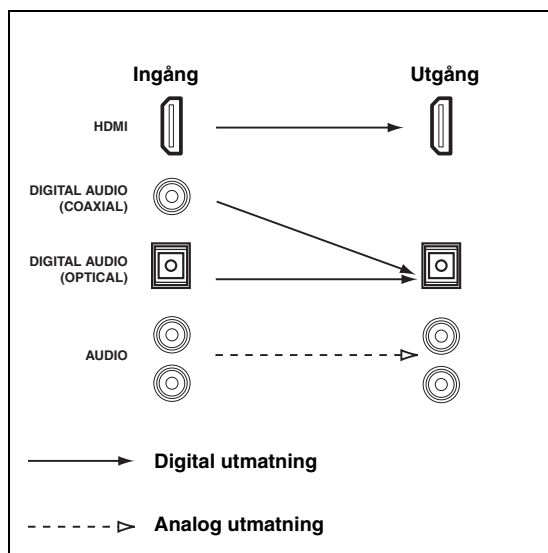 Ingång Utgång
HDMI
DIGITAL AUDIO
(COAXIAL)
DIGITAL AUDIO
(OPTICAL)
AUDIO
Digital utmatning
Analog utmatning